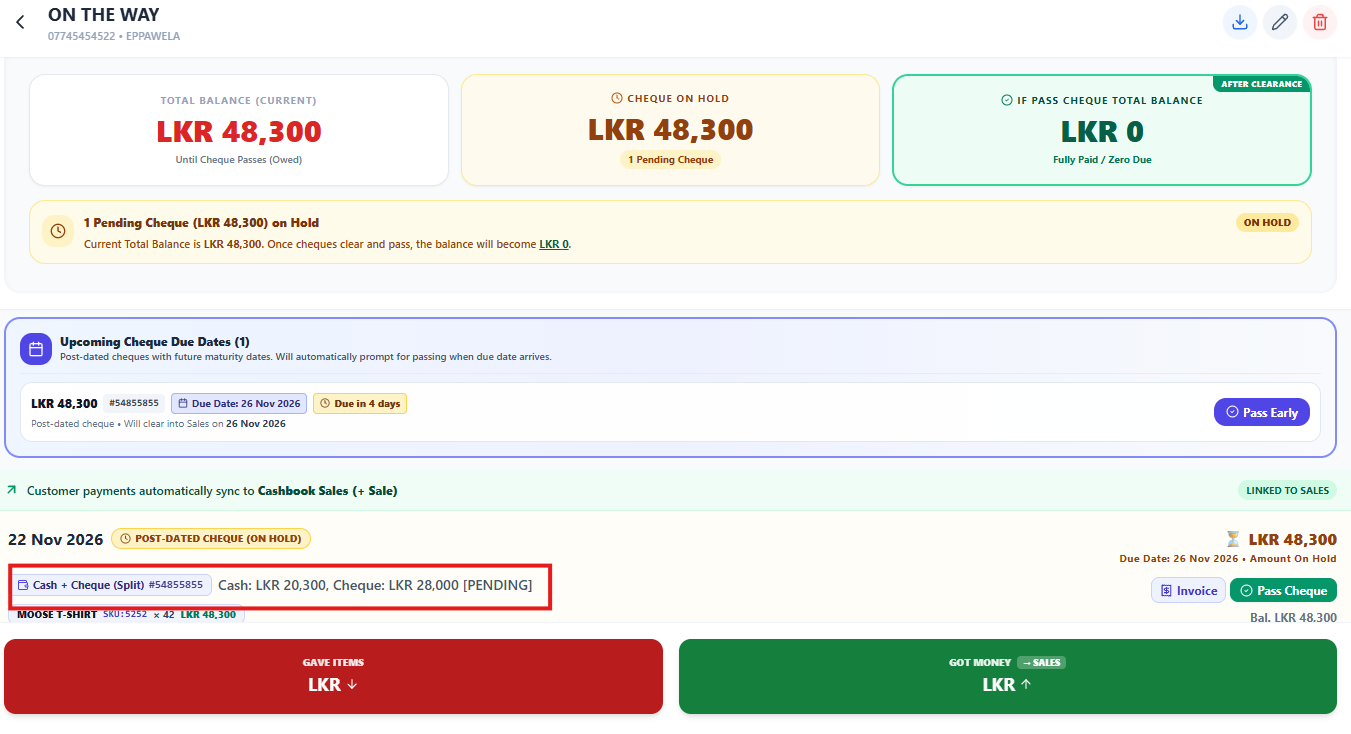 ON THE WAY
07745454522 • EPPAWELA
TOTAL BALANCE (CURRENT)
LKR 48,300
Until Cheque Passes (Owed)
CHEQUE ON HOLD
LKR 48,300
1 Pending Cheque
AFTER CLEARANCE
IF PASS CHEQUE TOTAL BALANCE
LKR 0
Fully Paid / Zero Due
1 Pending Cheque (LKR 48,300) on Hold
Current Total Balance is LKR 48,300. Once cheques clear and pass, the balance will become LKR 0.
ON HOLD
Upcoming Cheque Due Dates (1)
Post-dated cheques with future maturity dates. Will automatically prompt for passing when due date arrives.
LKR 48,300 #54855855 Due Date: 26 Nov 2026 Due in 4 days
Post-dated cheque • Will clear into Sales on 26 Nov 2026
Pass Early
Customer payments automatically sync to Cashbook Sales (+ Sale)
LINKED TO SALES
22 Nov 2026 POST-DATED CHEQUE (ON HOLD)
⏳ LKR 48,300
Due Date: 26 Nov 2026 • Amount On Hold
Cash + Cheque (Split) #54855855 Cash: LKR 20,300, Cheque: LKR 28,000 [PENDING]
Invoice Pass Cheque
MOOSE T-SHIRT SKU:5252 × 42 LKR 48,300
Bal. LKR 48,300
GAVE ITEMS
LKR ↓
GOT MONEY → SALES
LKR ↑